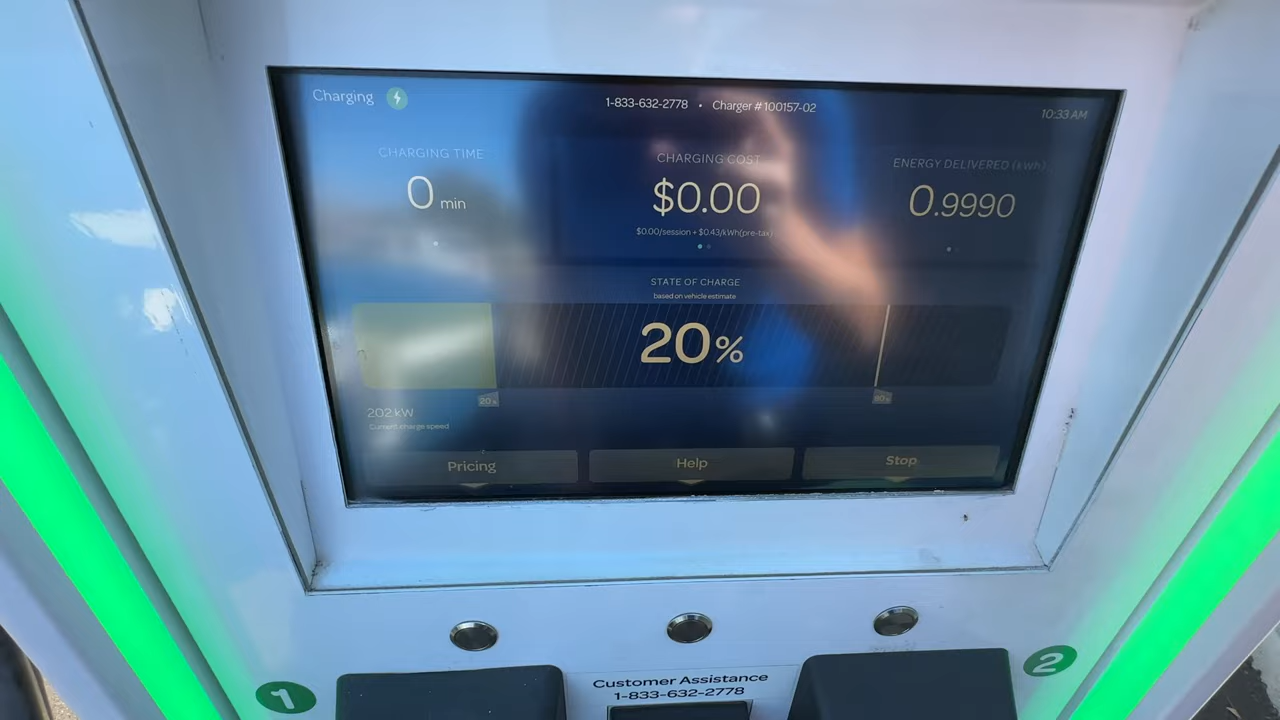 Charging
1-833-632-2778 • Charger # 100157-02
10:33 AM
CHARGING TIME
0 min
CHARGING COST
$0.00
$0.00/session + $0.43/kWh(pre-tax)
ENERGY DELIVERED (kWh)
0.9990
STATE OF CHARGE
based on vehicle estimate
20%
20%
80%
202 kW
Current charge speed
Pricing
Help
Stop
1
2
Customer Assistance
1-833-632-2778